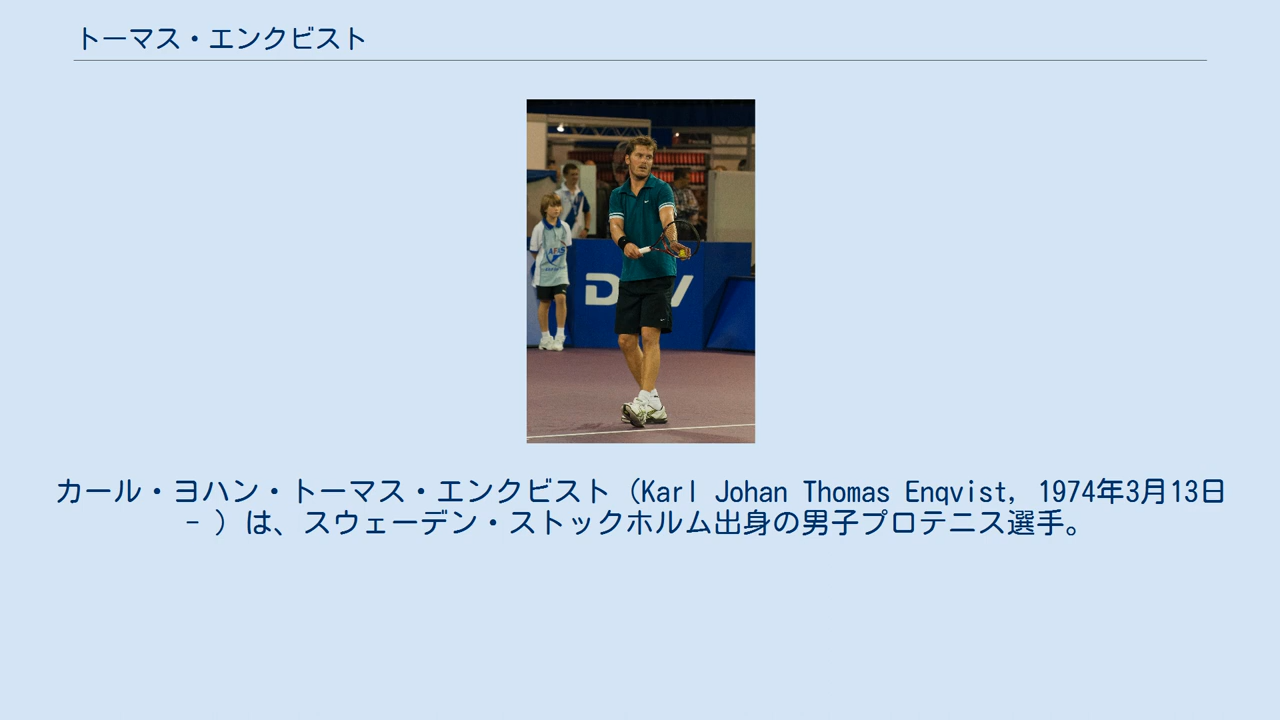 トーマス・エンクビスト
カール・ヨハン・トーマス・エンクビスト（Karl Johan Thomas Enqvist, 1974年3月13日
- ）は、スウェーデン・ストックホルム出身の男子プロテニス選手。